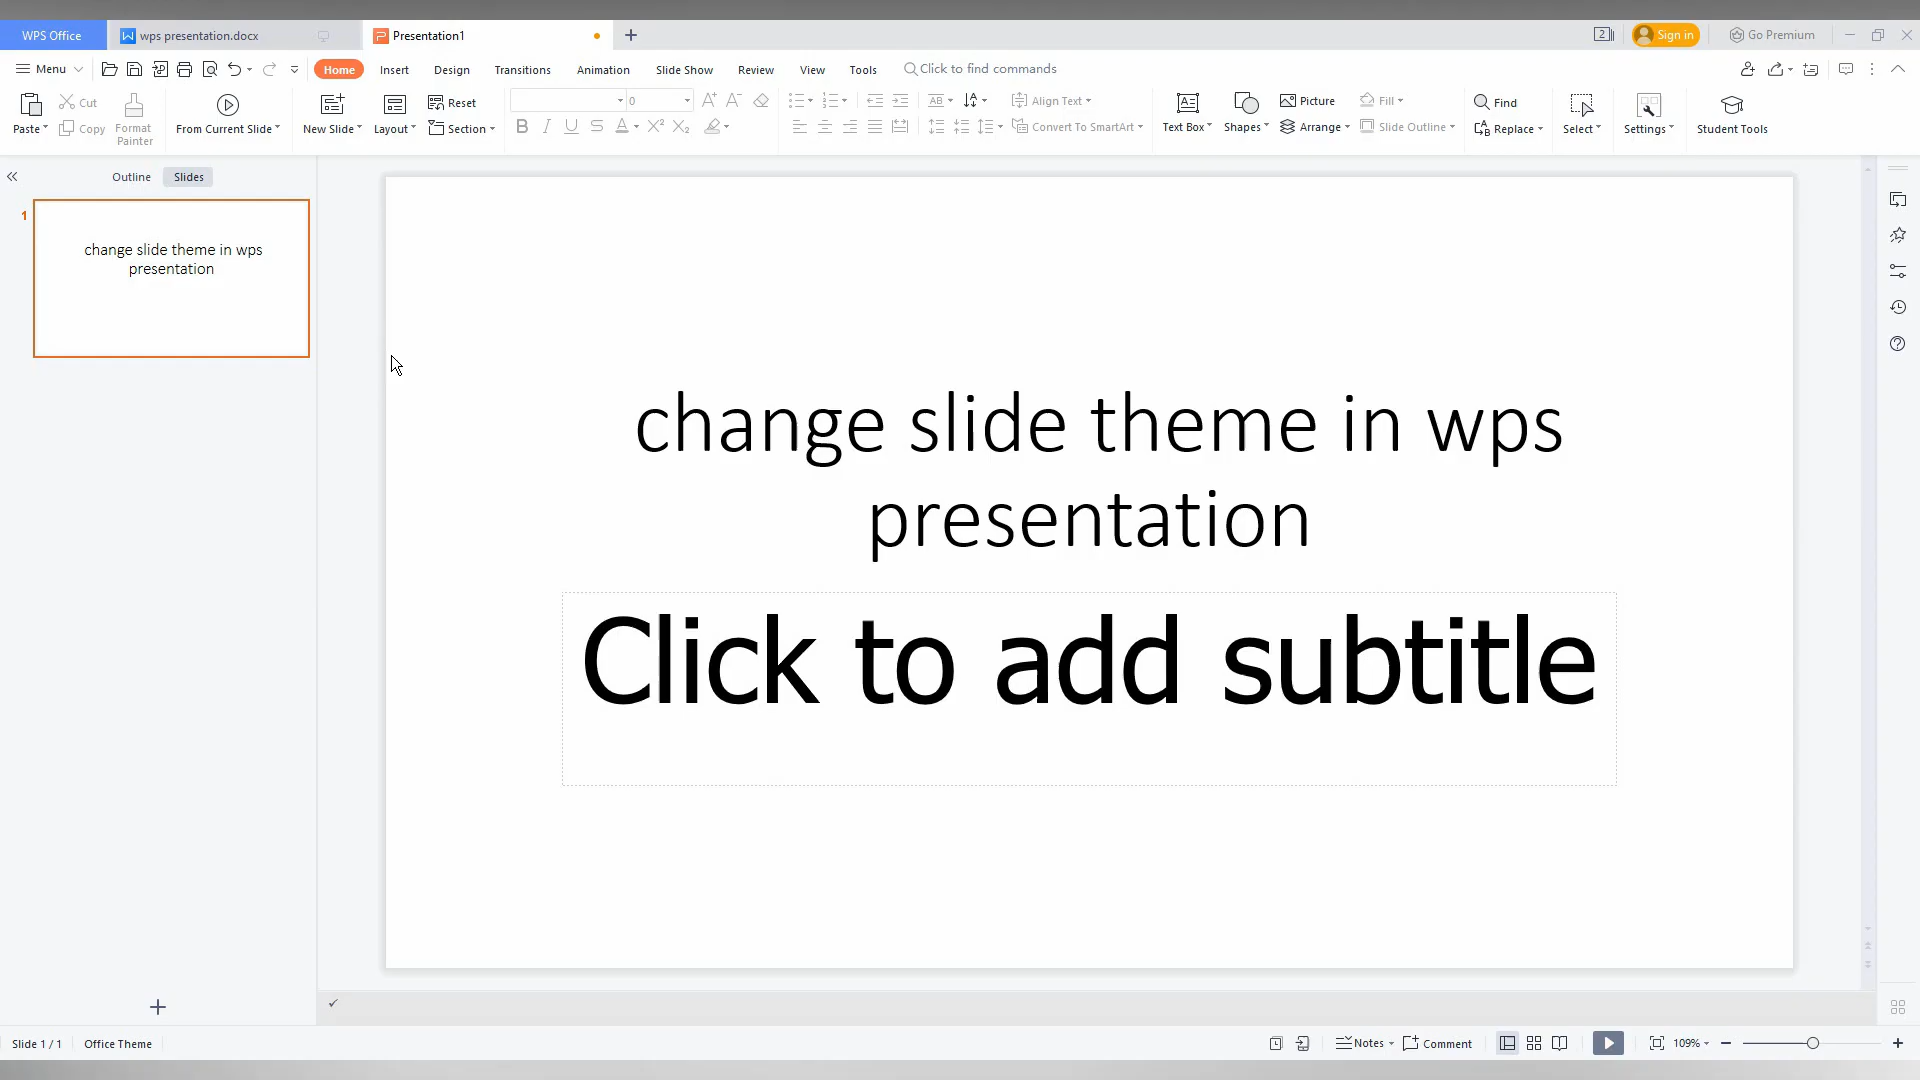 WPS Office
wps presentation.docx
Presentation1
2
Sign in
Go Premium
Menu
Home
Insert
Design
Transitions
Animation
Slide Show
Review
View
Tools
Click to find commands
Paste
Cut
Copy
Format
Painter
From Current Slide
New Slide
Layout
Reset
Section
0
Align Text
Convert To SmartArt
Text Box
Shapes
Picture
Arrange
Fill
Slide Outline
Find
Replace
Select
Settings
Student Tools
Outline
Slides
1
change slide theme in wps
presentation
change slide theme in wps
presentation
Click to add subtitle
Slide 1 / 1
Office Theme
Notes
Comment
109%